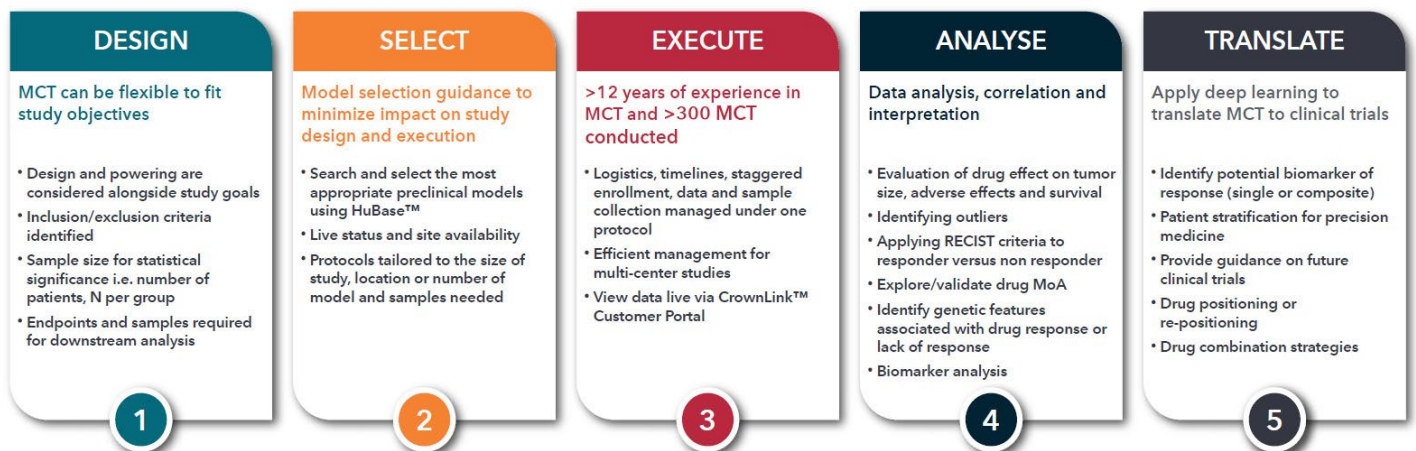 DESIGN
MCT can be flexible to fit
study objectives
• Design and powering are
considered alongside study goals
• Inclusion/exclusion criteria
identified
• Sample size for statistical
significance i.e. number of
patients, N per group
• Endpoints and samples required
for downstream analysis
1
SELECT
Model selection guidance to
minimize impact on study
design and execution
• Search and select the most
appropriate preclinical models
using HuBase™
• Live status and site availability
• Protocols tailored to the size of
study, location or number of
model and samples needed
2
EXECUTE
>12 years of experience in
MCT and >300 MCT
conducted
• Logistics, timelines, staggered
enrollment, data and sample
collection managed under one
protocol
• Efficient management for
multi-center studies
• View data live via CrownLink™
Customer Portal
3
ANALYSE
Data analysis, correlation and
interpretation
• Evaluation of drug effect on tumor
size, adverse effects and survival
• Identifying outliers
• Applying RECIST criteria to
responder versus non responder
• Explore/validate drug MoA
• Identify genetic features
associated with drug response or
lack of response
• Biomarker analysis
4
TRANSLATE
Apply deep learning to
translate MCT to clinical trials
• Identify potential biomarker of
response (single or composite)
• Patient stratification for precision
medicine
• Provide guidance on future
clinical trials
• Drug positioning or
re-positioning
• Drug combination strategies
5